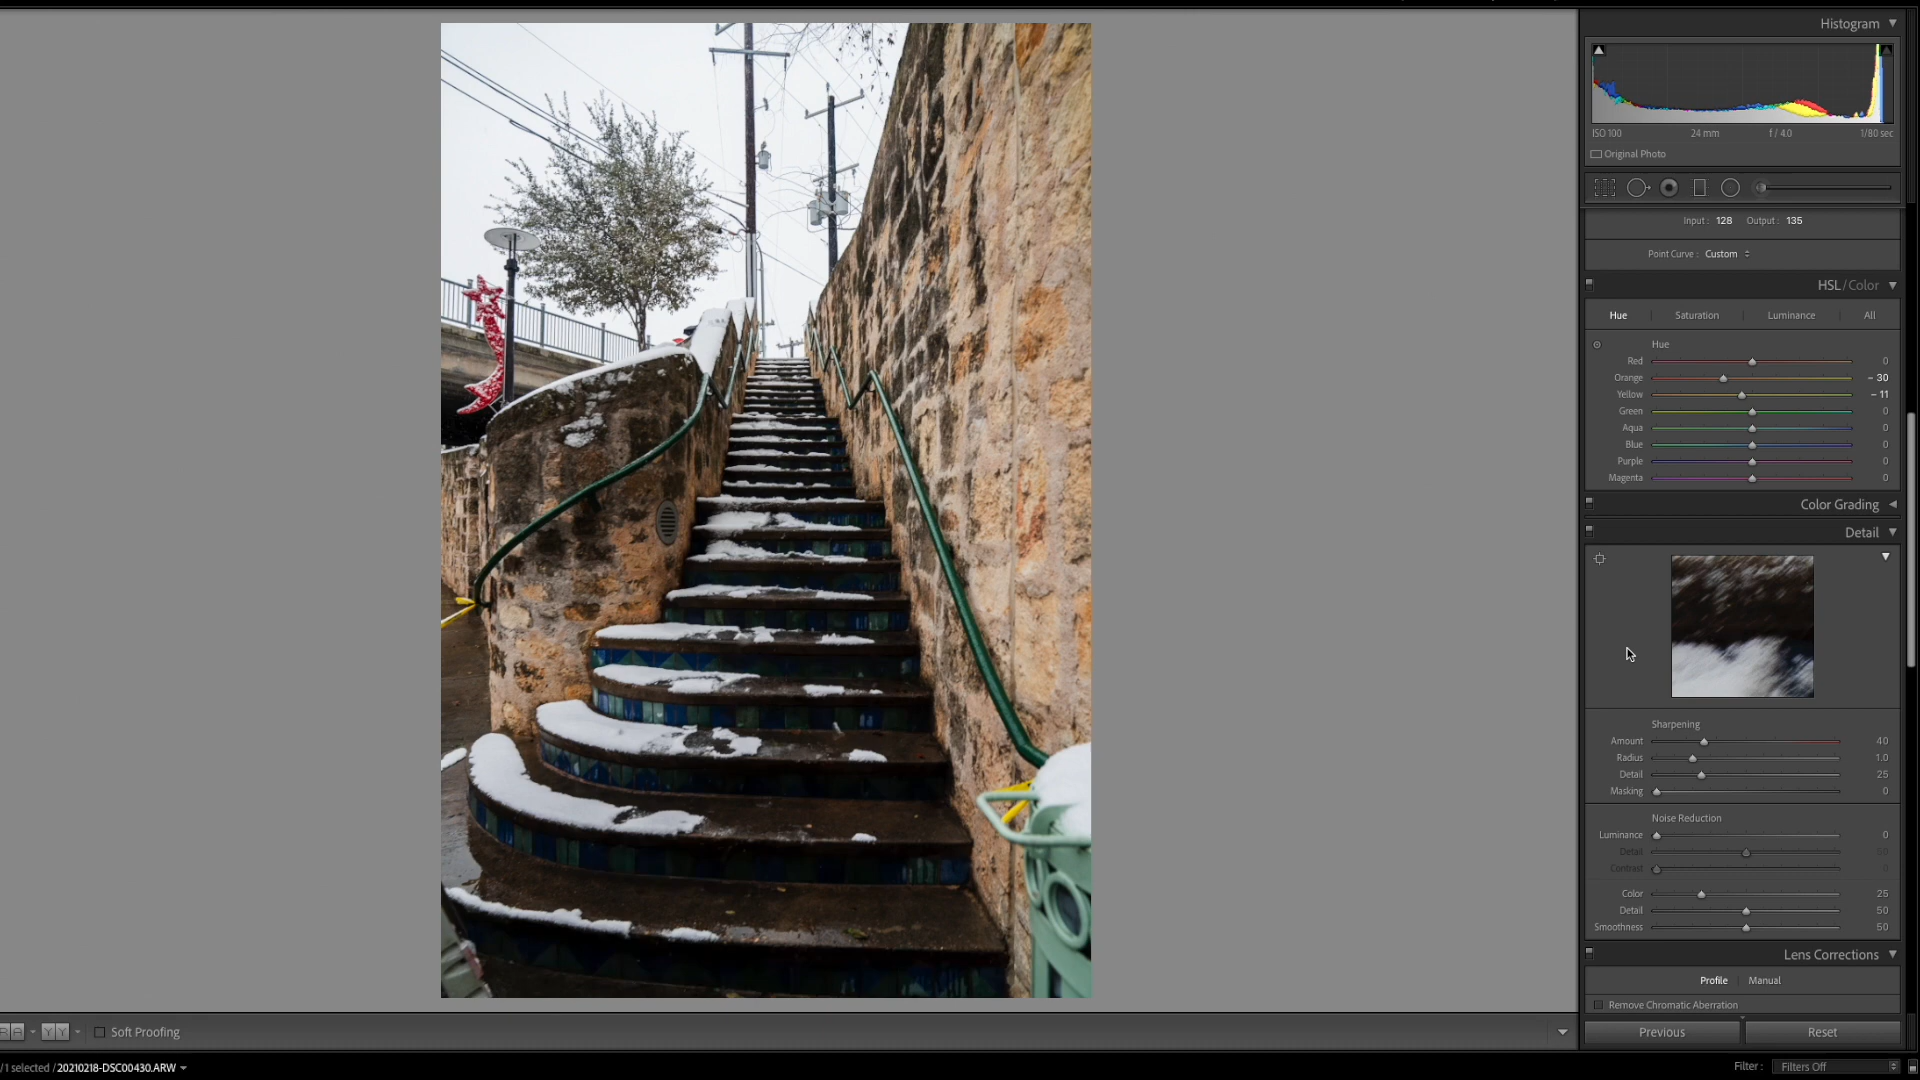 Histogram
ISO 100 24 mm f / 4.0 1/80 sec
Original Photo
Input : 128 Output : 135
Point Curve : Custom
HSL / Color
Hue Saturation Luminance All
Hue
Red 0
Orange - 30
Yellow - 11
Green 0
Aqua 0
Blue 0
Purple 0
Magenta 0
Color Grading
Detail
Sharpening
Amount 40
Radius 1.0
Detail 25
Masking 0
Noise Reduction
Luminance 0
Detail 50
Contrast 0
Color 25
Detail 50
Smoothness 50
Lens Corrections
Profile Manual
Remove Chromatic Aberration
Previous Reset
R A Y Y Soft Proofing
/1 selected / 20210218-DSC00430.ARW
Filter : Filters Off